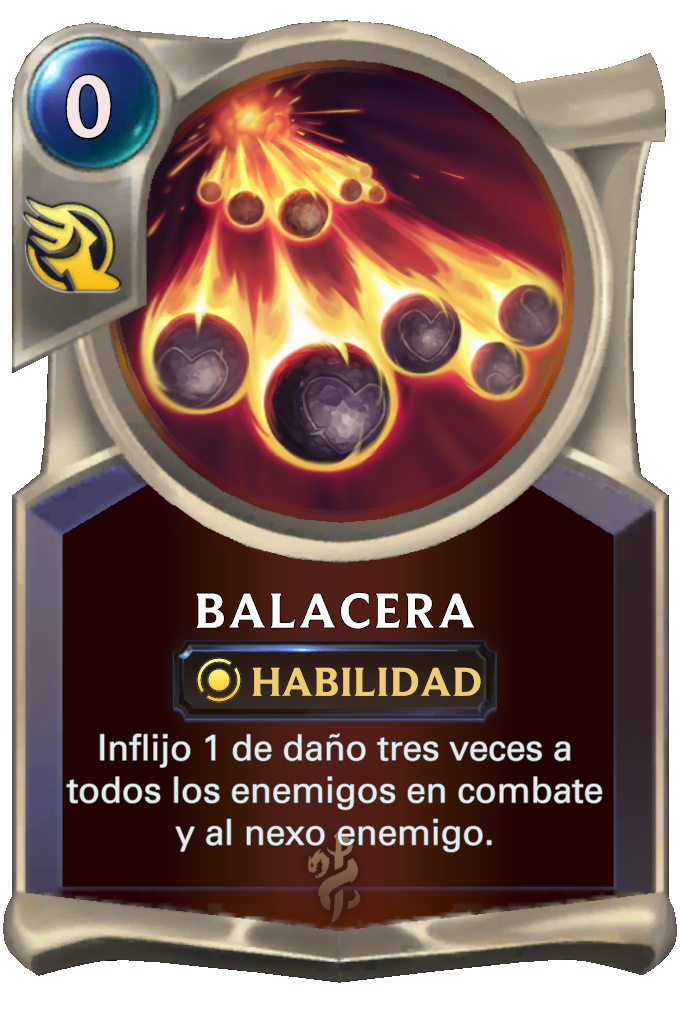 0
BALACERA
HABILIDAD
Inflijo 1 de daño tres veces a
todos los enemigos en combate
y al nexo enemigo.